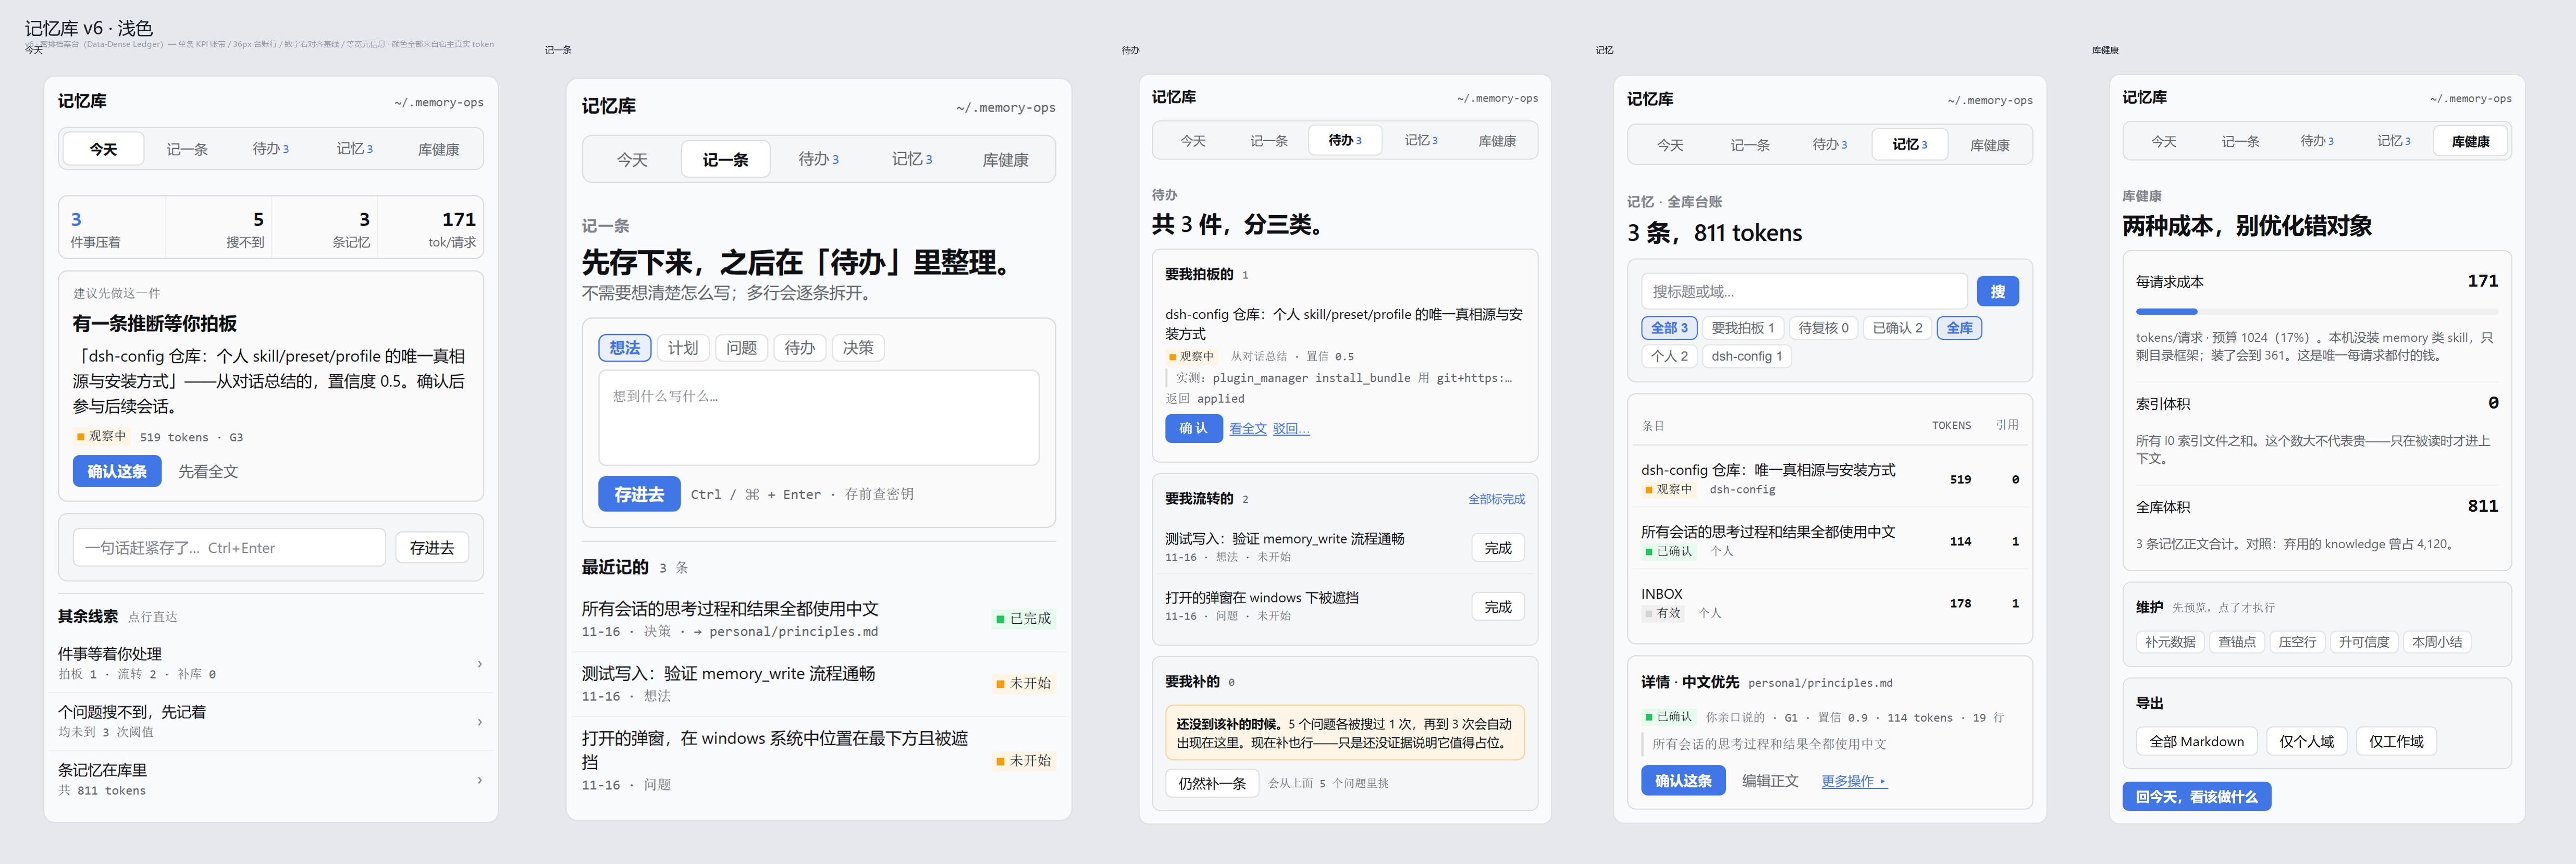 记忆库 v6 · 浅色
v6 · 密排档案台（Data-Dense Ledger）— 单条 KPI 账带 / 36px 台账行 / 数字右对齐基线 / 等宽元信息 · 颜色全部来自宿主真实 token
今天
记忆库
~/.memory-ops
今天 记一条 待办 3 记忆 3 库健康
3 5 3 171
件事压着 搜不到 条记忆 tok/请求
建议先做这一件
有一条推断等你拍板
「dsh-config 仓库：个人 skill/preset/profile 的唯一真相
源与安装方式」——从对话总结的，置信度 0.5。确认后
参与后续会话。
观察中 519 tokens · G3
确认这条 先看全文
一句话赶紧存了… Ctrl+Enter 存进去
其余线索 点行直达
件事等着你处理
拍板 1 · 流转 2 · 补库 0
›
个问题搜不到，先记着
均未到 3 次阈值
›
条记忆在库里
共 811 tokens
›
记一条
记忆库
~/.memory-ops
今天 记一条 待办 3 记忆 3 库健康
记一条
先存下来，之后在「待办」里整理。
不需要想清楚怎么写；多行会逐条拆开。
想法 计划 问题 待办 决策
想到什么写什么…
存进去 Ctrl / ⌘ + Enter · 存前查密钥
最近记的 3 条
所有会话的思考过程和结果全都使用中文
11-16 · 决策 · → personal/principles.md
已完成
测试写入：验证 memory_write 流程通畅
11-16 · 想法
未开始
打开的弹窗，在 windows 系统中位置在最下方且被遮
挡
11-16 · 问题
未开始
待办
记忆库
~/.memory-ops
今天 记一条 待办 3 记忆 3 库健康
待办
共 3 件，分三类。
要我拍板的 1
dsh-config 仓库：个人 skill/preset/profile 的唯一真相源与安
装方式
观察中 从对话总结 · 置信 0.5
实测：plugin_manager install_bundle 用 git+https:…
返回 applied
确 认 看全文 驳回…
要我流转的 2
全部标完成
测试写入：验证 memory_write 流程通畅
11-16 · 想法 · 未开始
完成
打开的弹窗在 windows 下被遮挡
11-16 · 问题 · 未开始
完成
要我补的 0
还没到该补的时候。5 个问题各被搜过 1 次，再到 3 次会自动
出现在这里。现在补也行——只是还没证据说明它值得占位。
仍然补一条 会从上面 5 个问题里挑
记忆
记忆库
~/.memory-ops
今天 记一条 待办 3 记忆 3 库健康
记忆 · 全库台账
3 条，811 tokens
搜标题或域… 搜
全部 3 要我拍板 1 待复核 0 已确认 2 全库
个人 2 dsh-config 1
条目 TOKENS 引用
dsh-config 仓库：唯一真相源与安装方式
观察中 dsh-config
519 0
所有会话的思考过程和结果全都使用中文
已确认 个人
114 1
INBOX
有效 个人
178 1
详情 · 中文优先 personal/principles.md
已确认 你亲口说的 · G1 · 置信 0.9 · 114 tokens · 19 行
所有会话的思考过程和结果全都使用中文
确认这条 编辑正文 更多操作 ▸
库健康
记忆库
~/.memory-ops
今天 记一条 待办 3 记忆 3 库健康
库健康
两种成本，别优化错对象
每请求成本 171
tokens/请求 · 预算 1024（17%）。本机没装 memory 类 skill，只
剩目录框架；装了会到 361。这是唯一每请求都付的钱。
索引体积 0
所有 l0 索引文件之和。这个数大不代表贵——只在被读时才进上
下文。
全库体积 811
3 条记忆正文合计。对照：弃用的 knowledge 曾占 4,120。
维护 先预览，点了才执行
补元数据 查锚点 压空行 升可信度 本周小结
导出
全部 Markdown 仅个人域 仅工作域
回今天，看该做什么